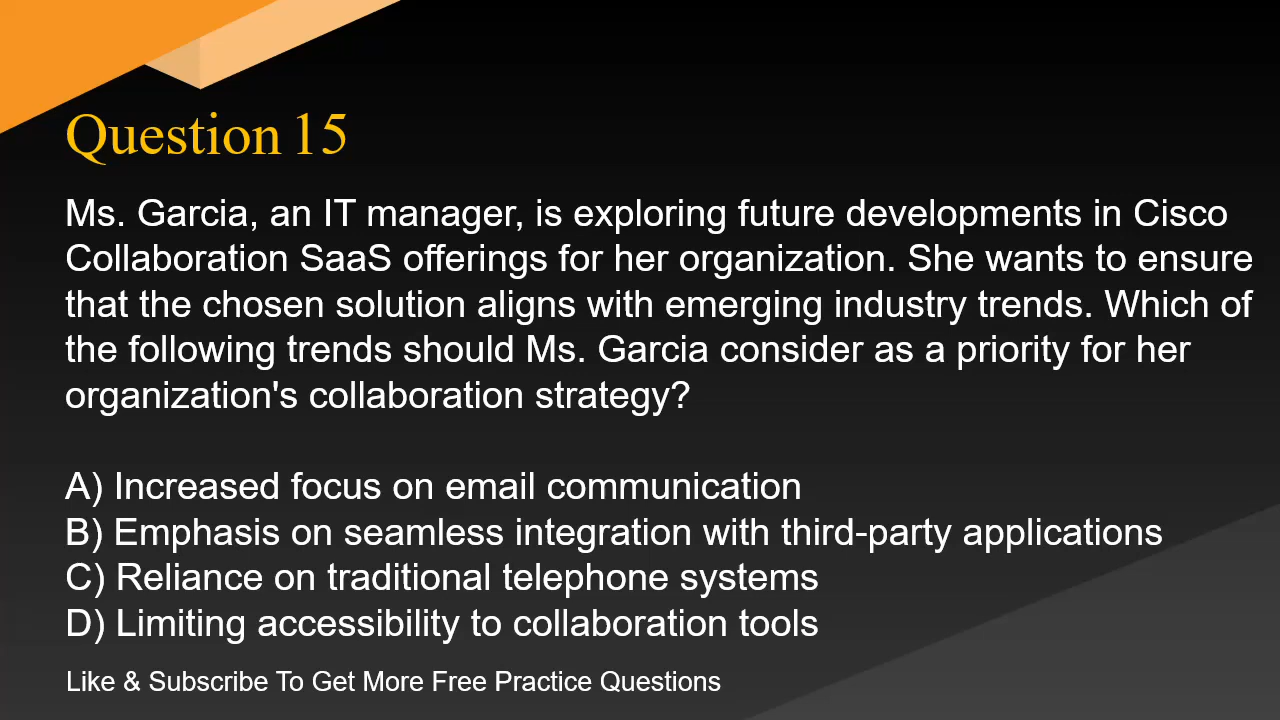 Question 15
Ms. Garcia, an IT manager, is exploring future developments in Cisco
Collaboration SaaS offerings for her organization. She wants to ensure
that the chosen solution aligns with emerging industry trends. Which of
the following trends should Ms. Garcia consider as a priority for her
organization's collaboration strategy?
A) Increased focus on email communication
B) Emphasis on seamless integration with third-party applications
C) Reliance on traditional telephone systems
D) Limiting accessibility to collaboration tools
Like & Subscribe To Get More Free Practice Questions